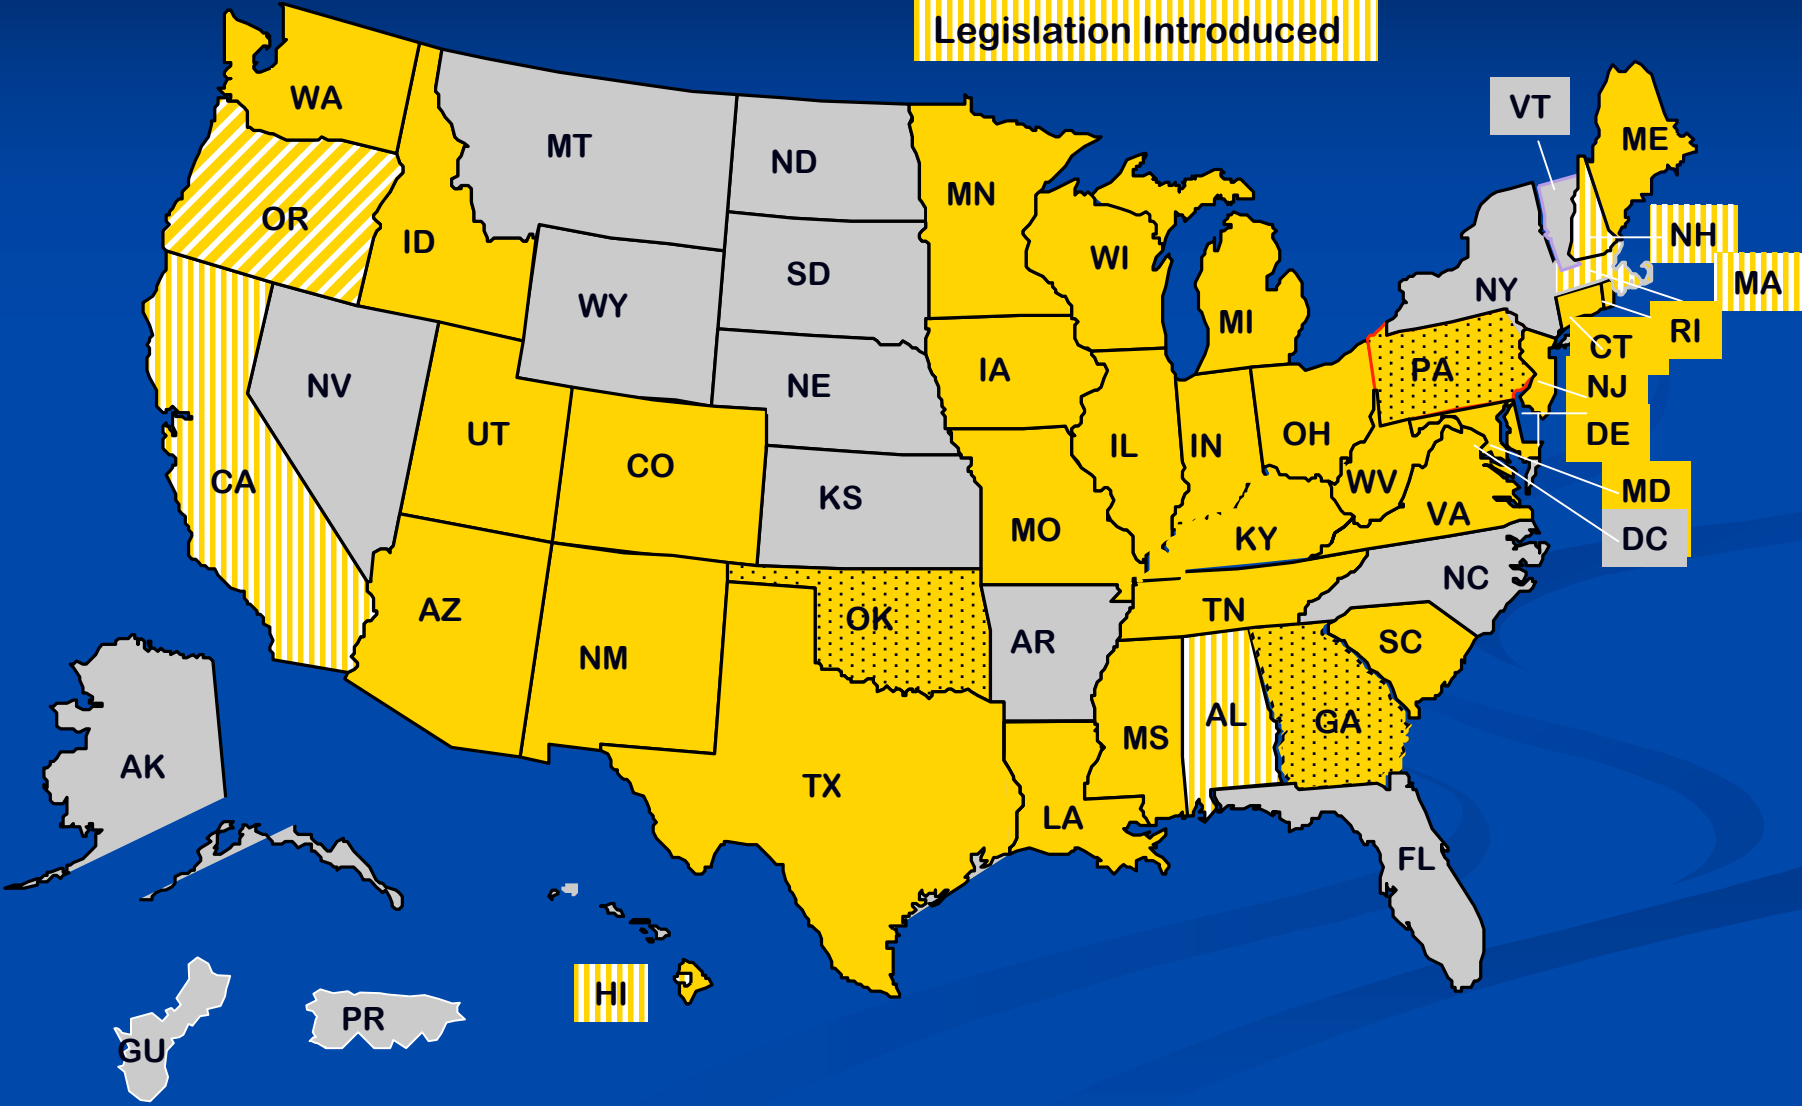 Legislation Introduced
WA
MT
ND
MN
VT
ME
OR
ID
WI
NH
SD
NY
MA
WY
MI
RI
CT
IA
PA
NV
NE
NJ
UT
CO
IL
IN
OH
DE
CA
KS
WV
MD
MO
VA
KY
DC
AZ
NC
OK
TN
NM
AR
SC
AL
GA
MS
AK
TX
LA
FL
HI
PR
GU